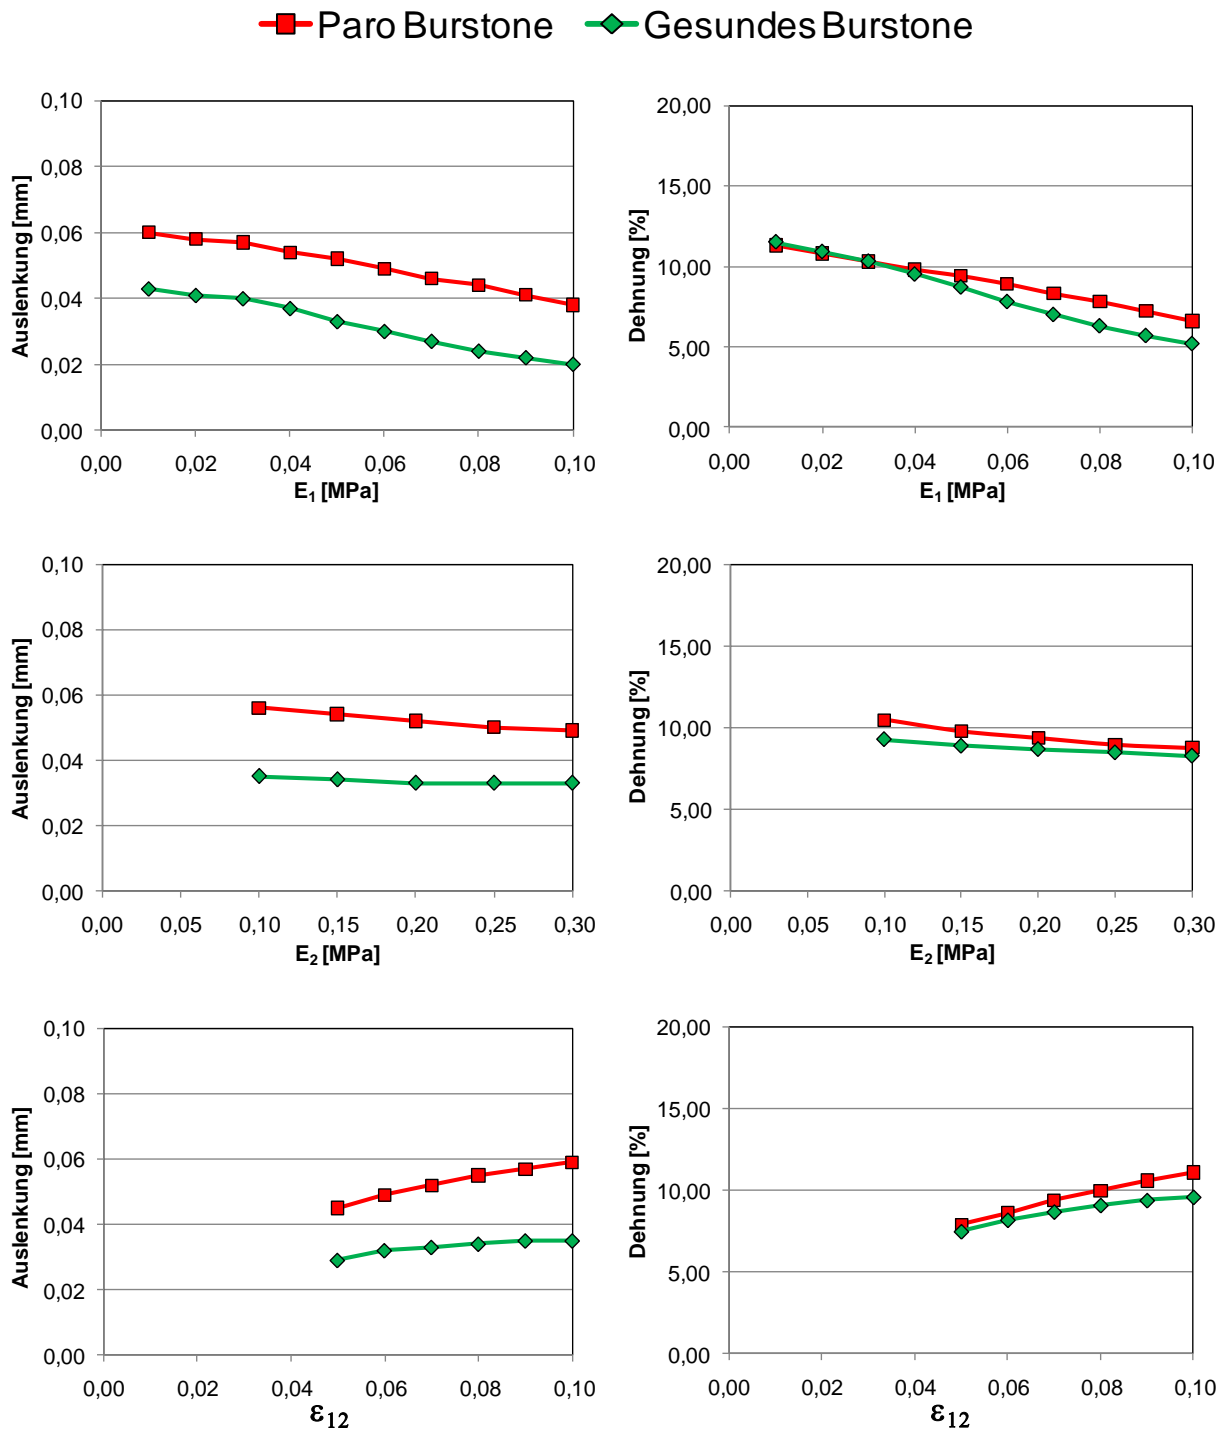 Paro Burstone Gesundes Burstone
0,10 20,00
0,08 15,00
0,06 10,00
0,04 5,00
0,02 0,00
0,00
Auslenkung [mm] Dehnung [%]
0,00 0,02 0,04 0,06 0,08 0,10 0,00 0,02 0,04 0,06 0,08 0,10
E₁ [MPa] E₁ [MPa]
0,10 20,00
0,08 15,00
0,06 10,00
0,04 5,00
0,02 0,00
0,00
Auslenkung [mm] Dehnung [%]
0,00 0,05 0,10 0,15 0,20 0,25 0,30 0,00 0,05 0,10 0,15 0,20 0,25 0,30
E₂ [MPa] E₂ [MPa]
0,10 20,00
0,08 15,00
0,06 10,00
0,04 5,00
0,02 0,00
0,00
Auslenkung [mm] Dehnung [%]
0,00 0,02 0,04 0,06 0,08 0,10 0,00 0,02 0,04 0,06 0,08 0,10
ε₁₂ ε₁₂